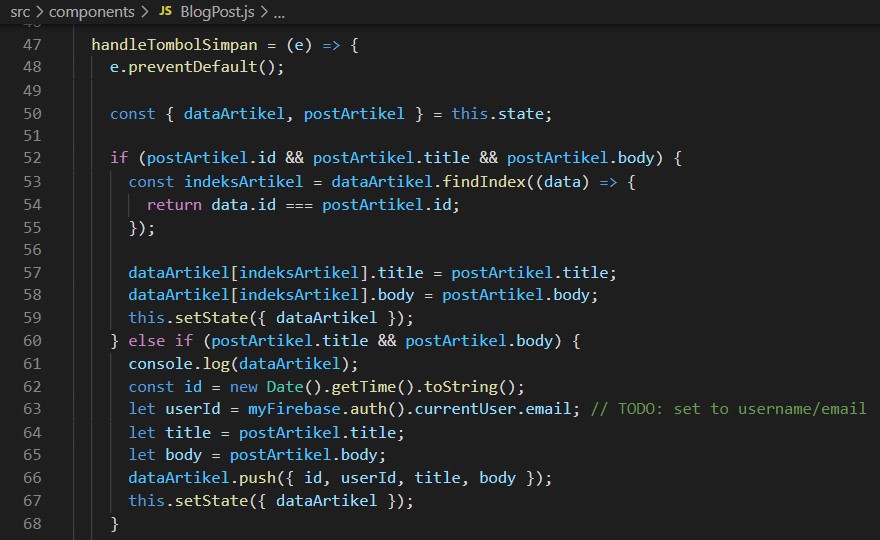 src > components > JS BlogPost.js > ...
47 handleTombolSimpan = (e) => {
48 e.preventDefault();
49
50 const { dataArtikel, postArtikel } = this.state;
51
52 if (postArtikel.id && postArtikel.title && postArtikel.body) {
53 const indeksArtikel = dataArtikel.findIndex((data) => {
54 return data.id === postArtikel.id;
55 });
56
57 dataArtikel[indeksArtikel].title = postArtikel.title;
58 dataArtikel[indeksArtikel].body = postArtikel.body;
59 this.setState({ dataArtikel });
60 } else if (postArtikel.title && postArtikel.body) {
61 console.log(dataArtikel);
62 const id = new Date().getTime().toString();
63 let userId = myFirebase.auth().currentUser.email; // TODO: set to username/email
64 let title = postArtikel.title;
65 let body = postArtikel.body;
66 dataArtikel.push({ id, userId, title, body });
67 this.setState({ dataArtikel });
68 }